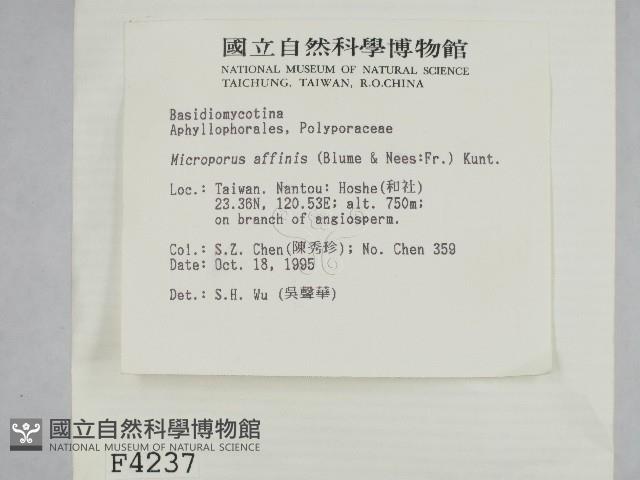 國立自然科學博物館
NATIONAL MUSEUM OF NATURAL SCIENCE
TAICHUNG, TAIWAN, R.O.CHINA
Basidiomycotina
Aphyllophorales, Polyporaceae
Microporus affinis (Blume & Nees:Fr.) Kunt.
Loc.: Taiwan. Nantou: Hoshe(和社)
23.36N, 120.53E; alt. 750m;
on branch of angiosperm.
Col.: S.Z. Chen(陳秀珍); No. Chen 359
Date: Oct. 18, 1995
Det.: S.H. Wu (吳聲華)
國立自然科學博物館
NATIONAL MUSEUM OF NATURAL SCIENCE
F4237